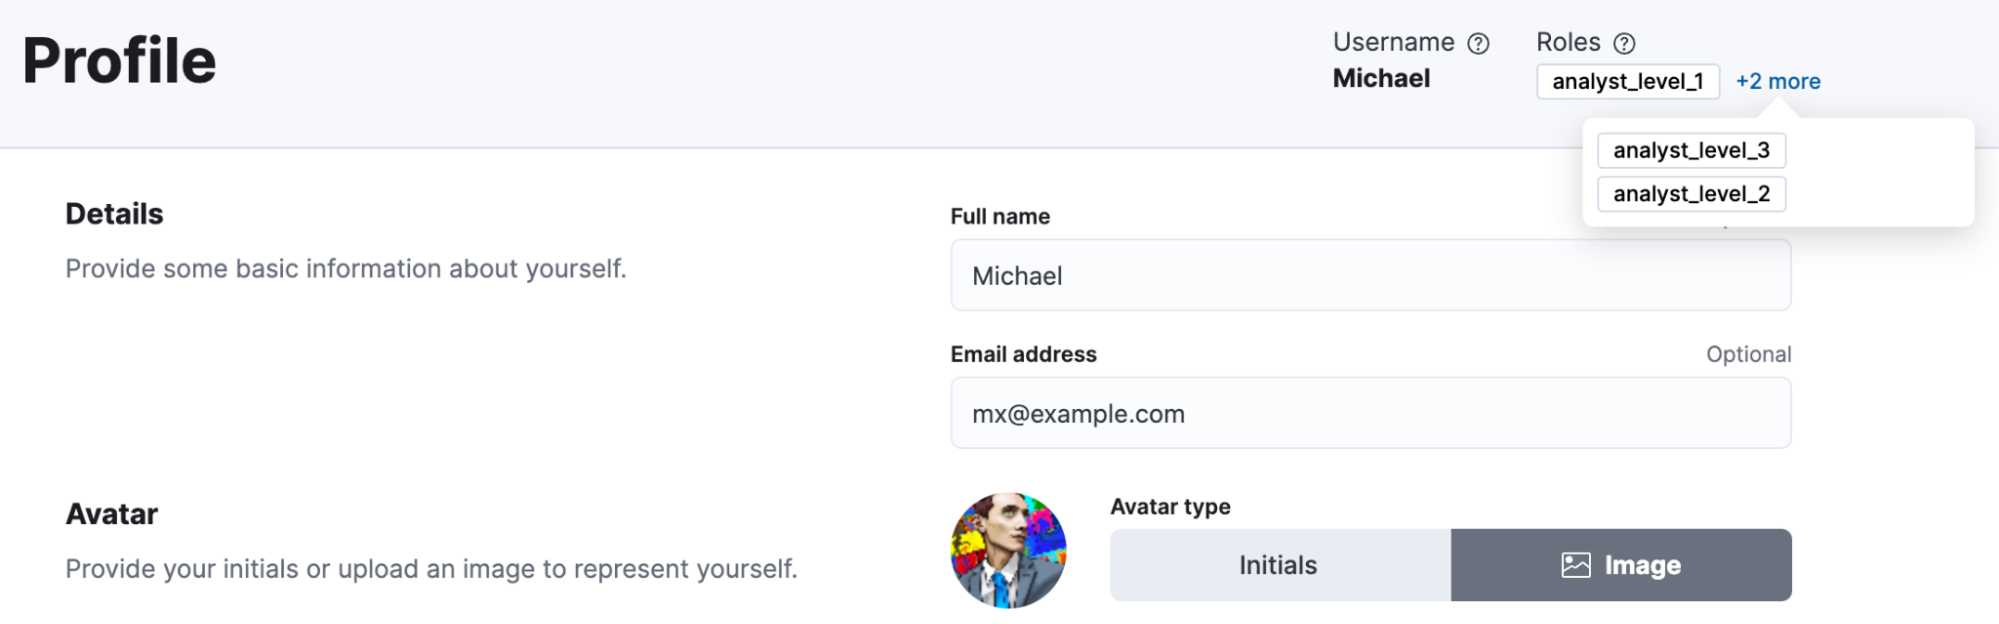 Profile
Username
Michael
Roles
analyst_level_1 +2 more
analyst_level_3
analyst_level_2
Details
Provide some basic information about yourself.
Full name
Michael
Email address Optional
mx@example.com
Avatar
Provide your initials or upload an image to represent yourself.
Avatar type
Initials Image